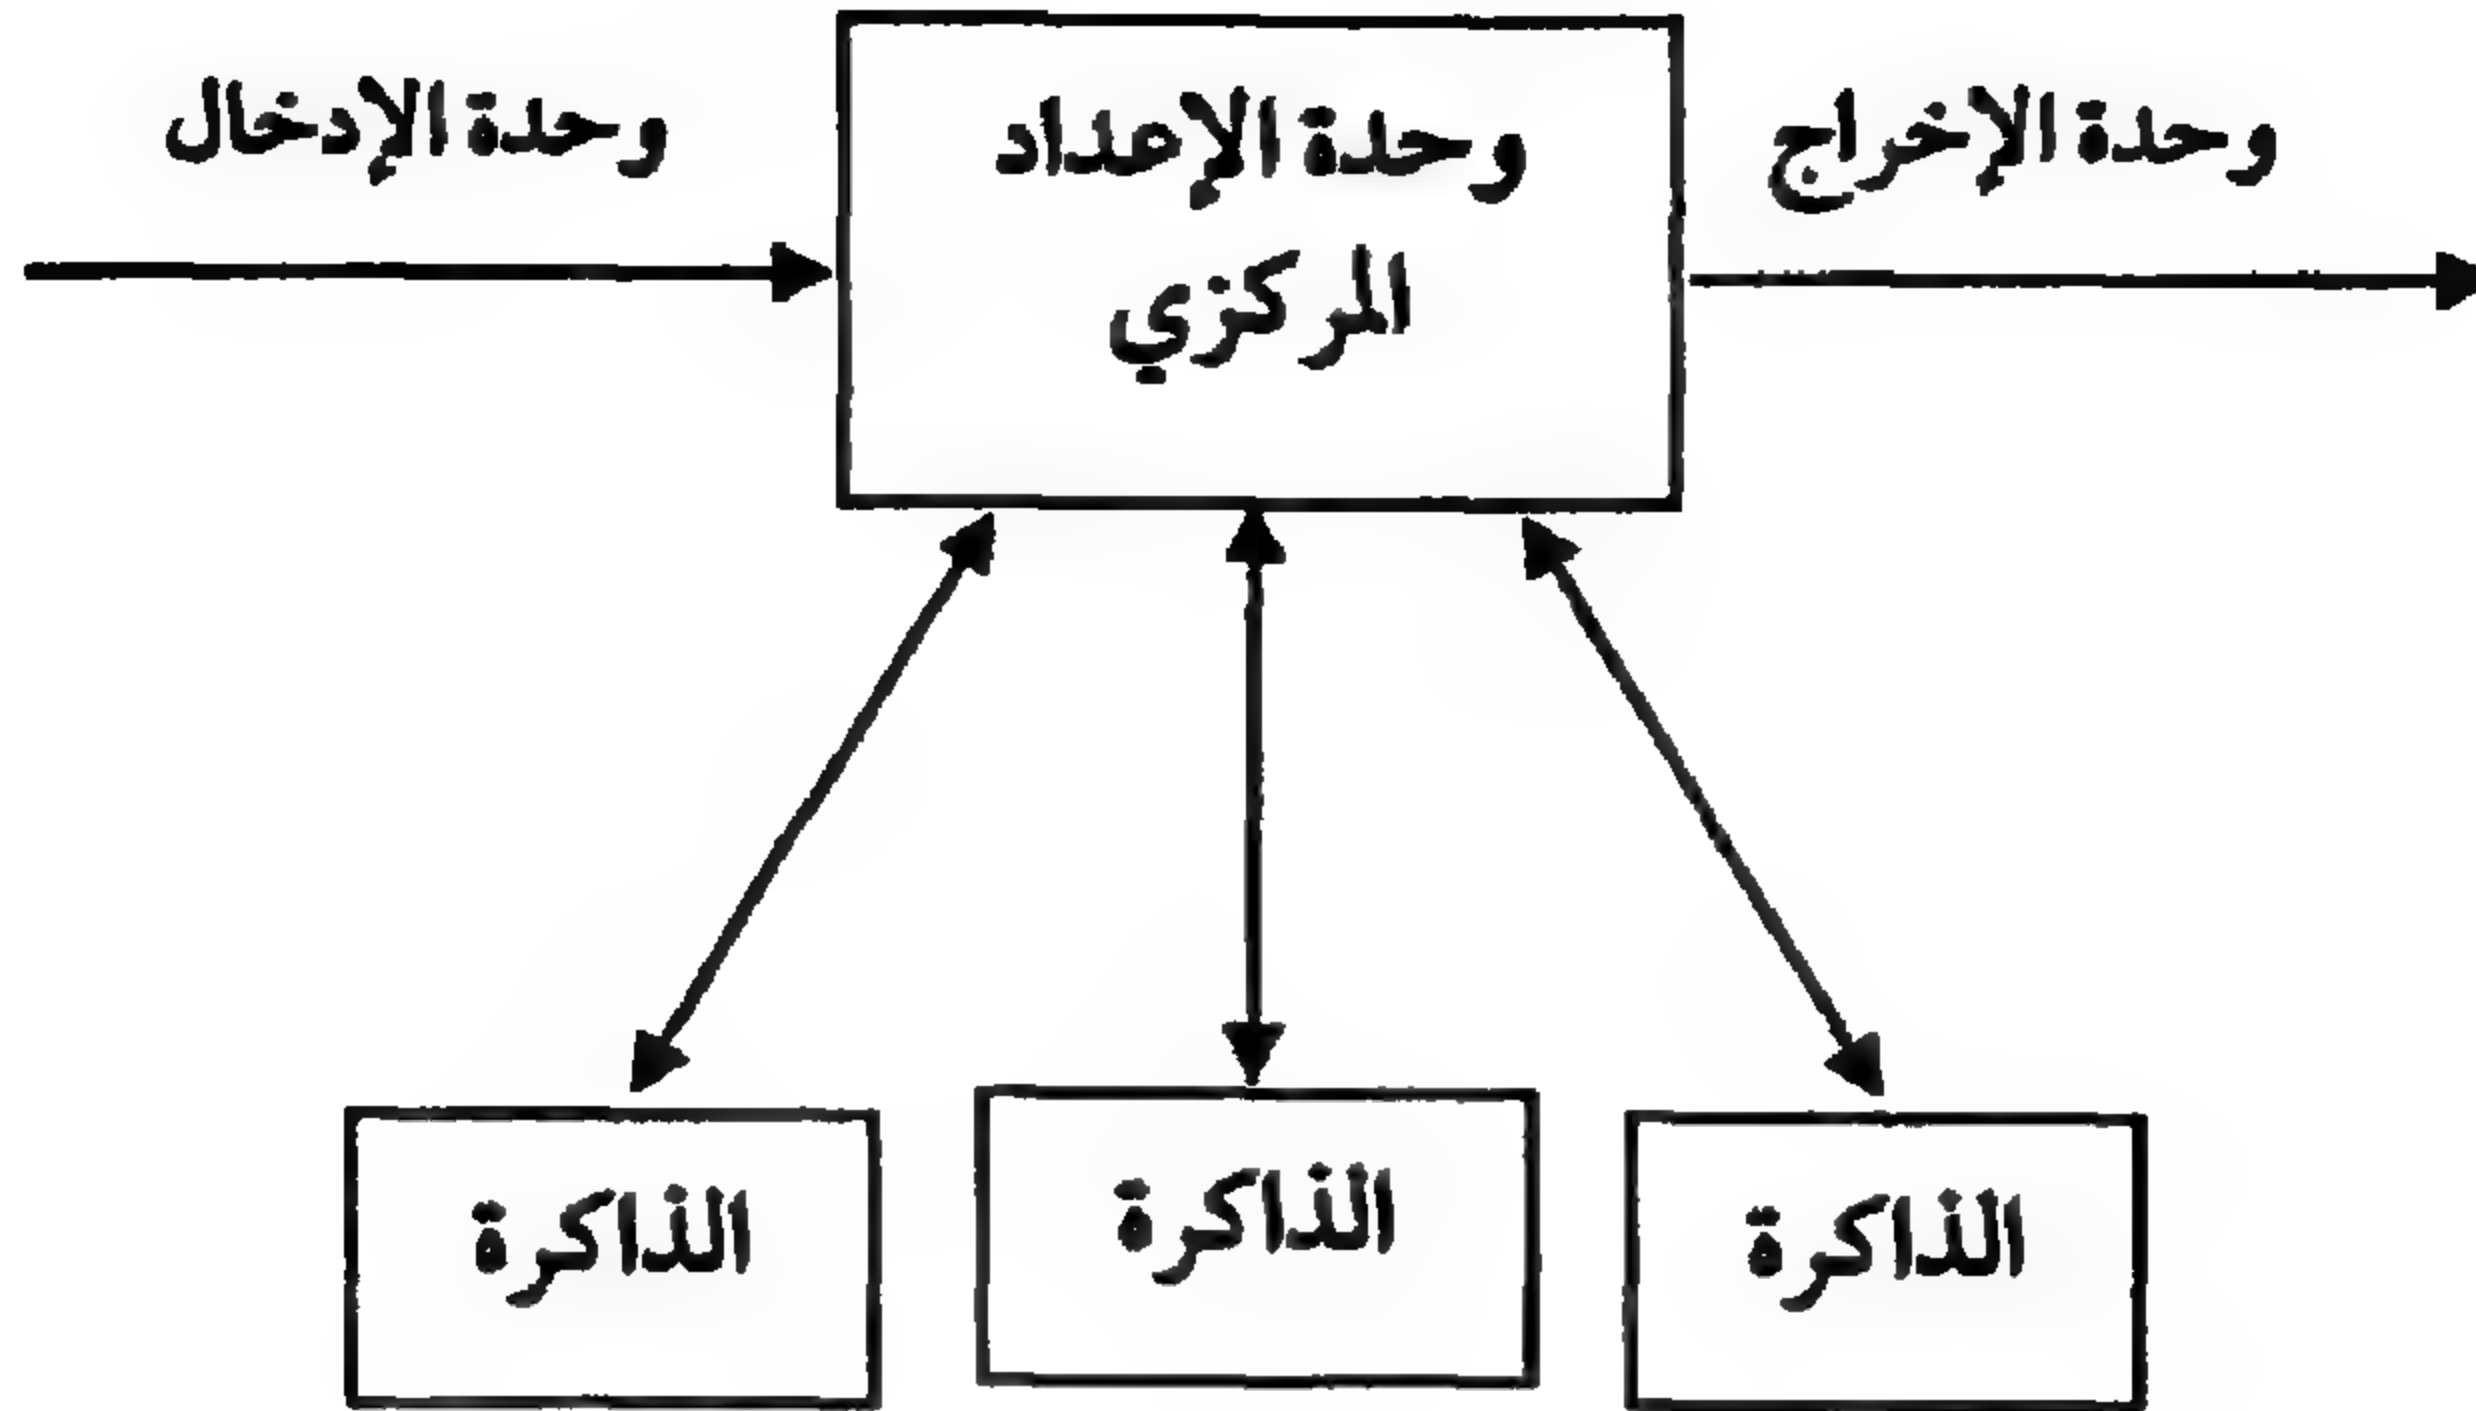 وحدة الإدخال
وحدة الإعداد
المركزي
وحدة الإخراج
الذاكرة
الذاكرة
الذاكرة